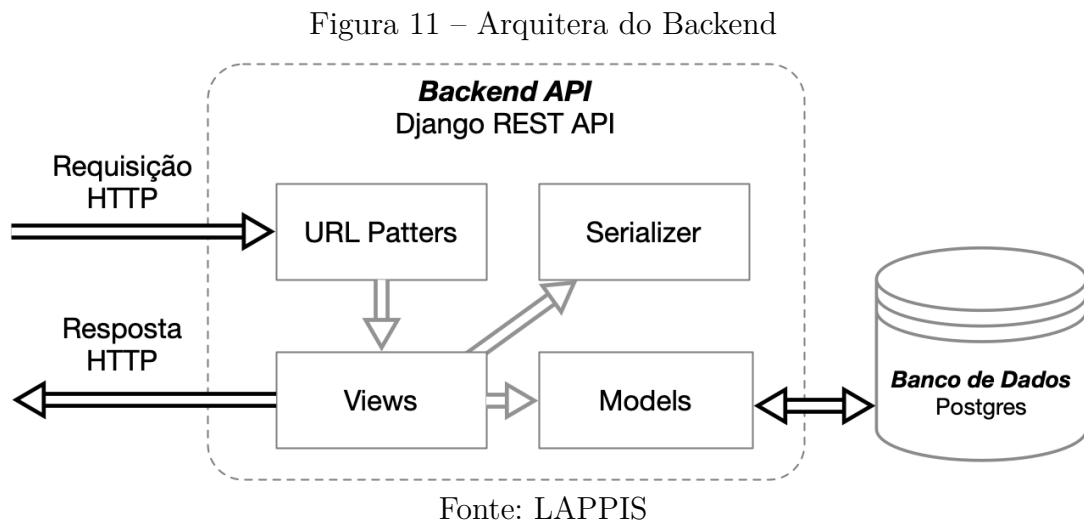 Figura 11 – Arquitera do Backend
Backend API
Django REST API
Requisição
HTTP
URL Patters
Serializer
Resposta
HTTP
Views
Models
Banco de Dados
Postgres
Fonte: LAPPIS